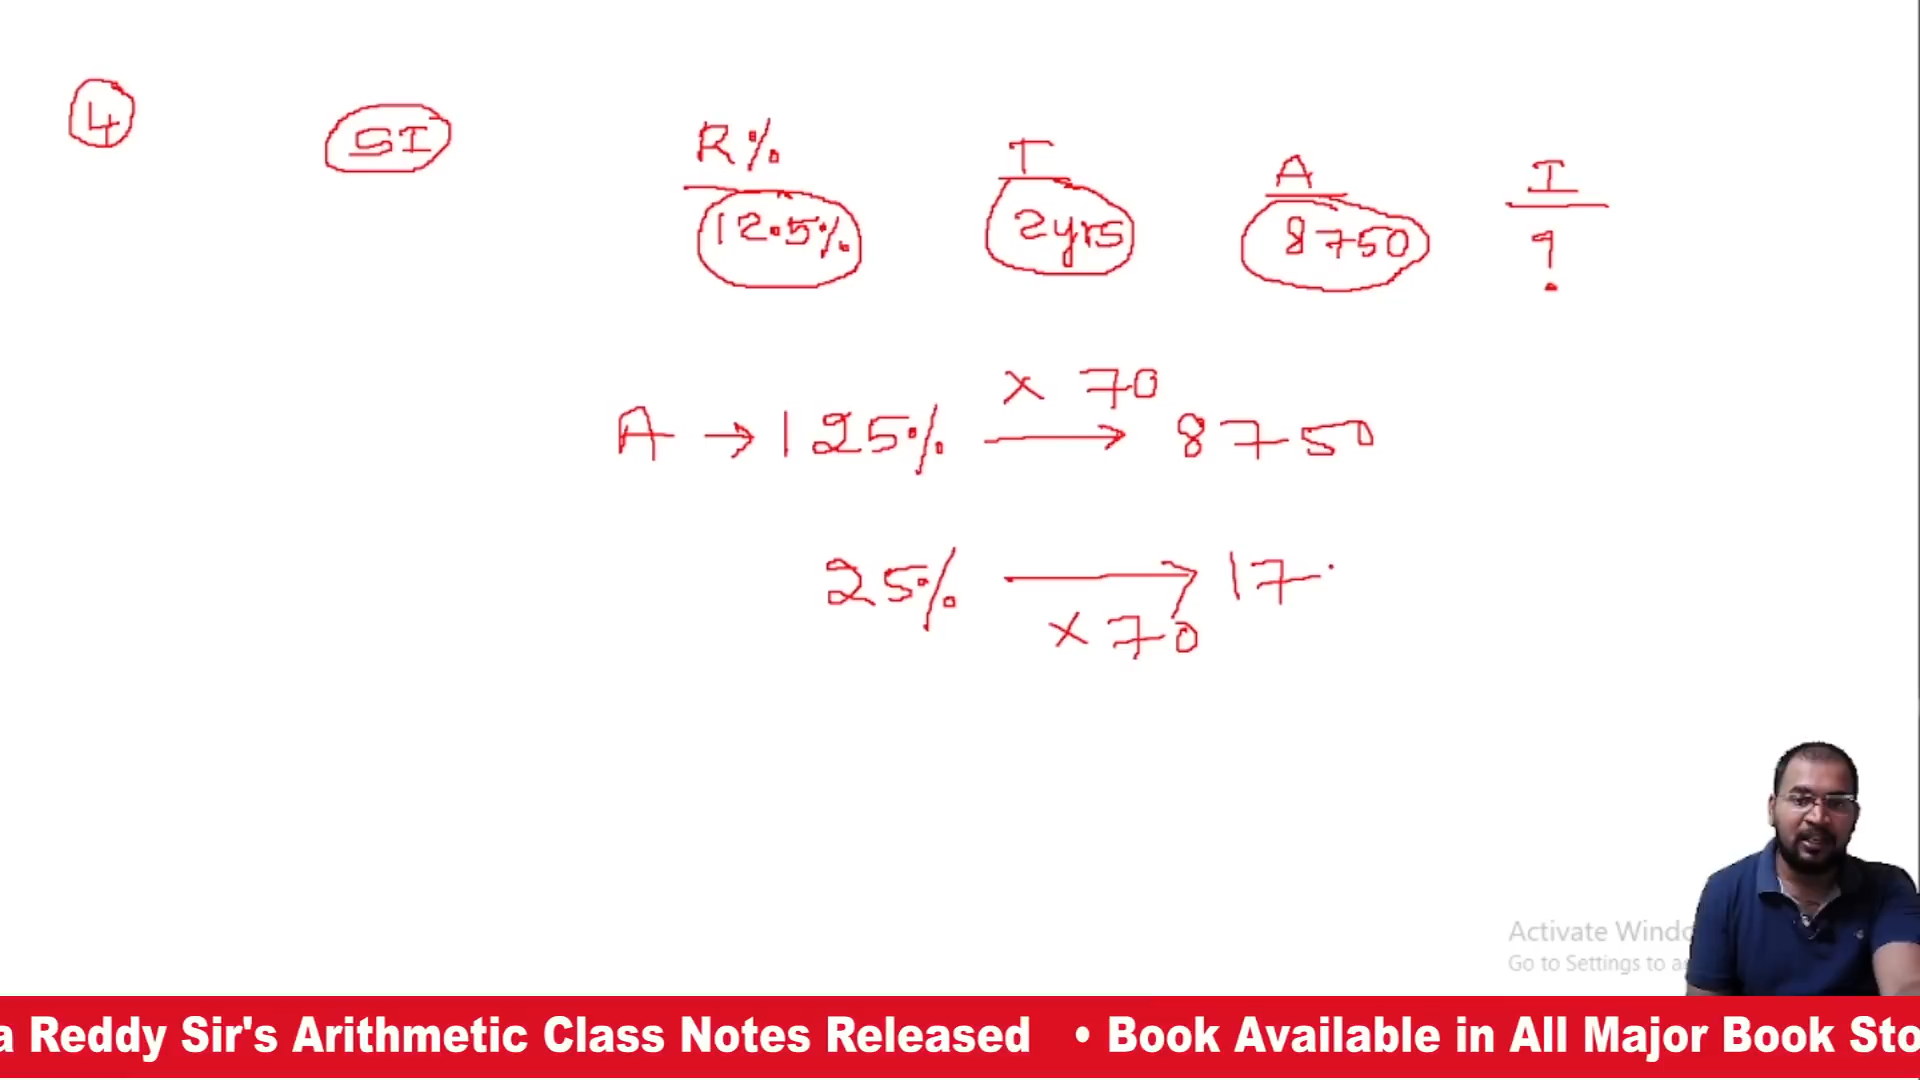 4
SI
R% T A I
12.5% 2yrs 8750 ?
A → 125% × 70 → 8750
25% × 70 → 17
Activate Windo
Go to Settings to a
a Reddy Sir's Arithmetic Class Notes Released • Book Available in All Major Book Sto